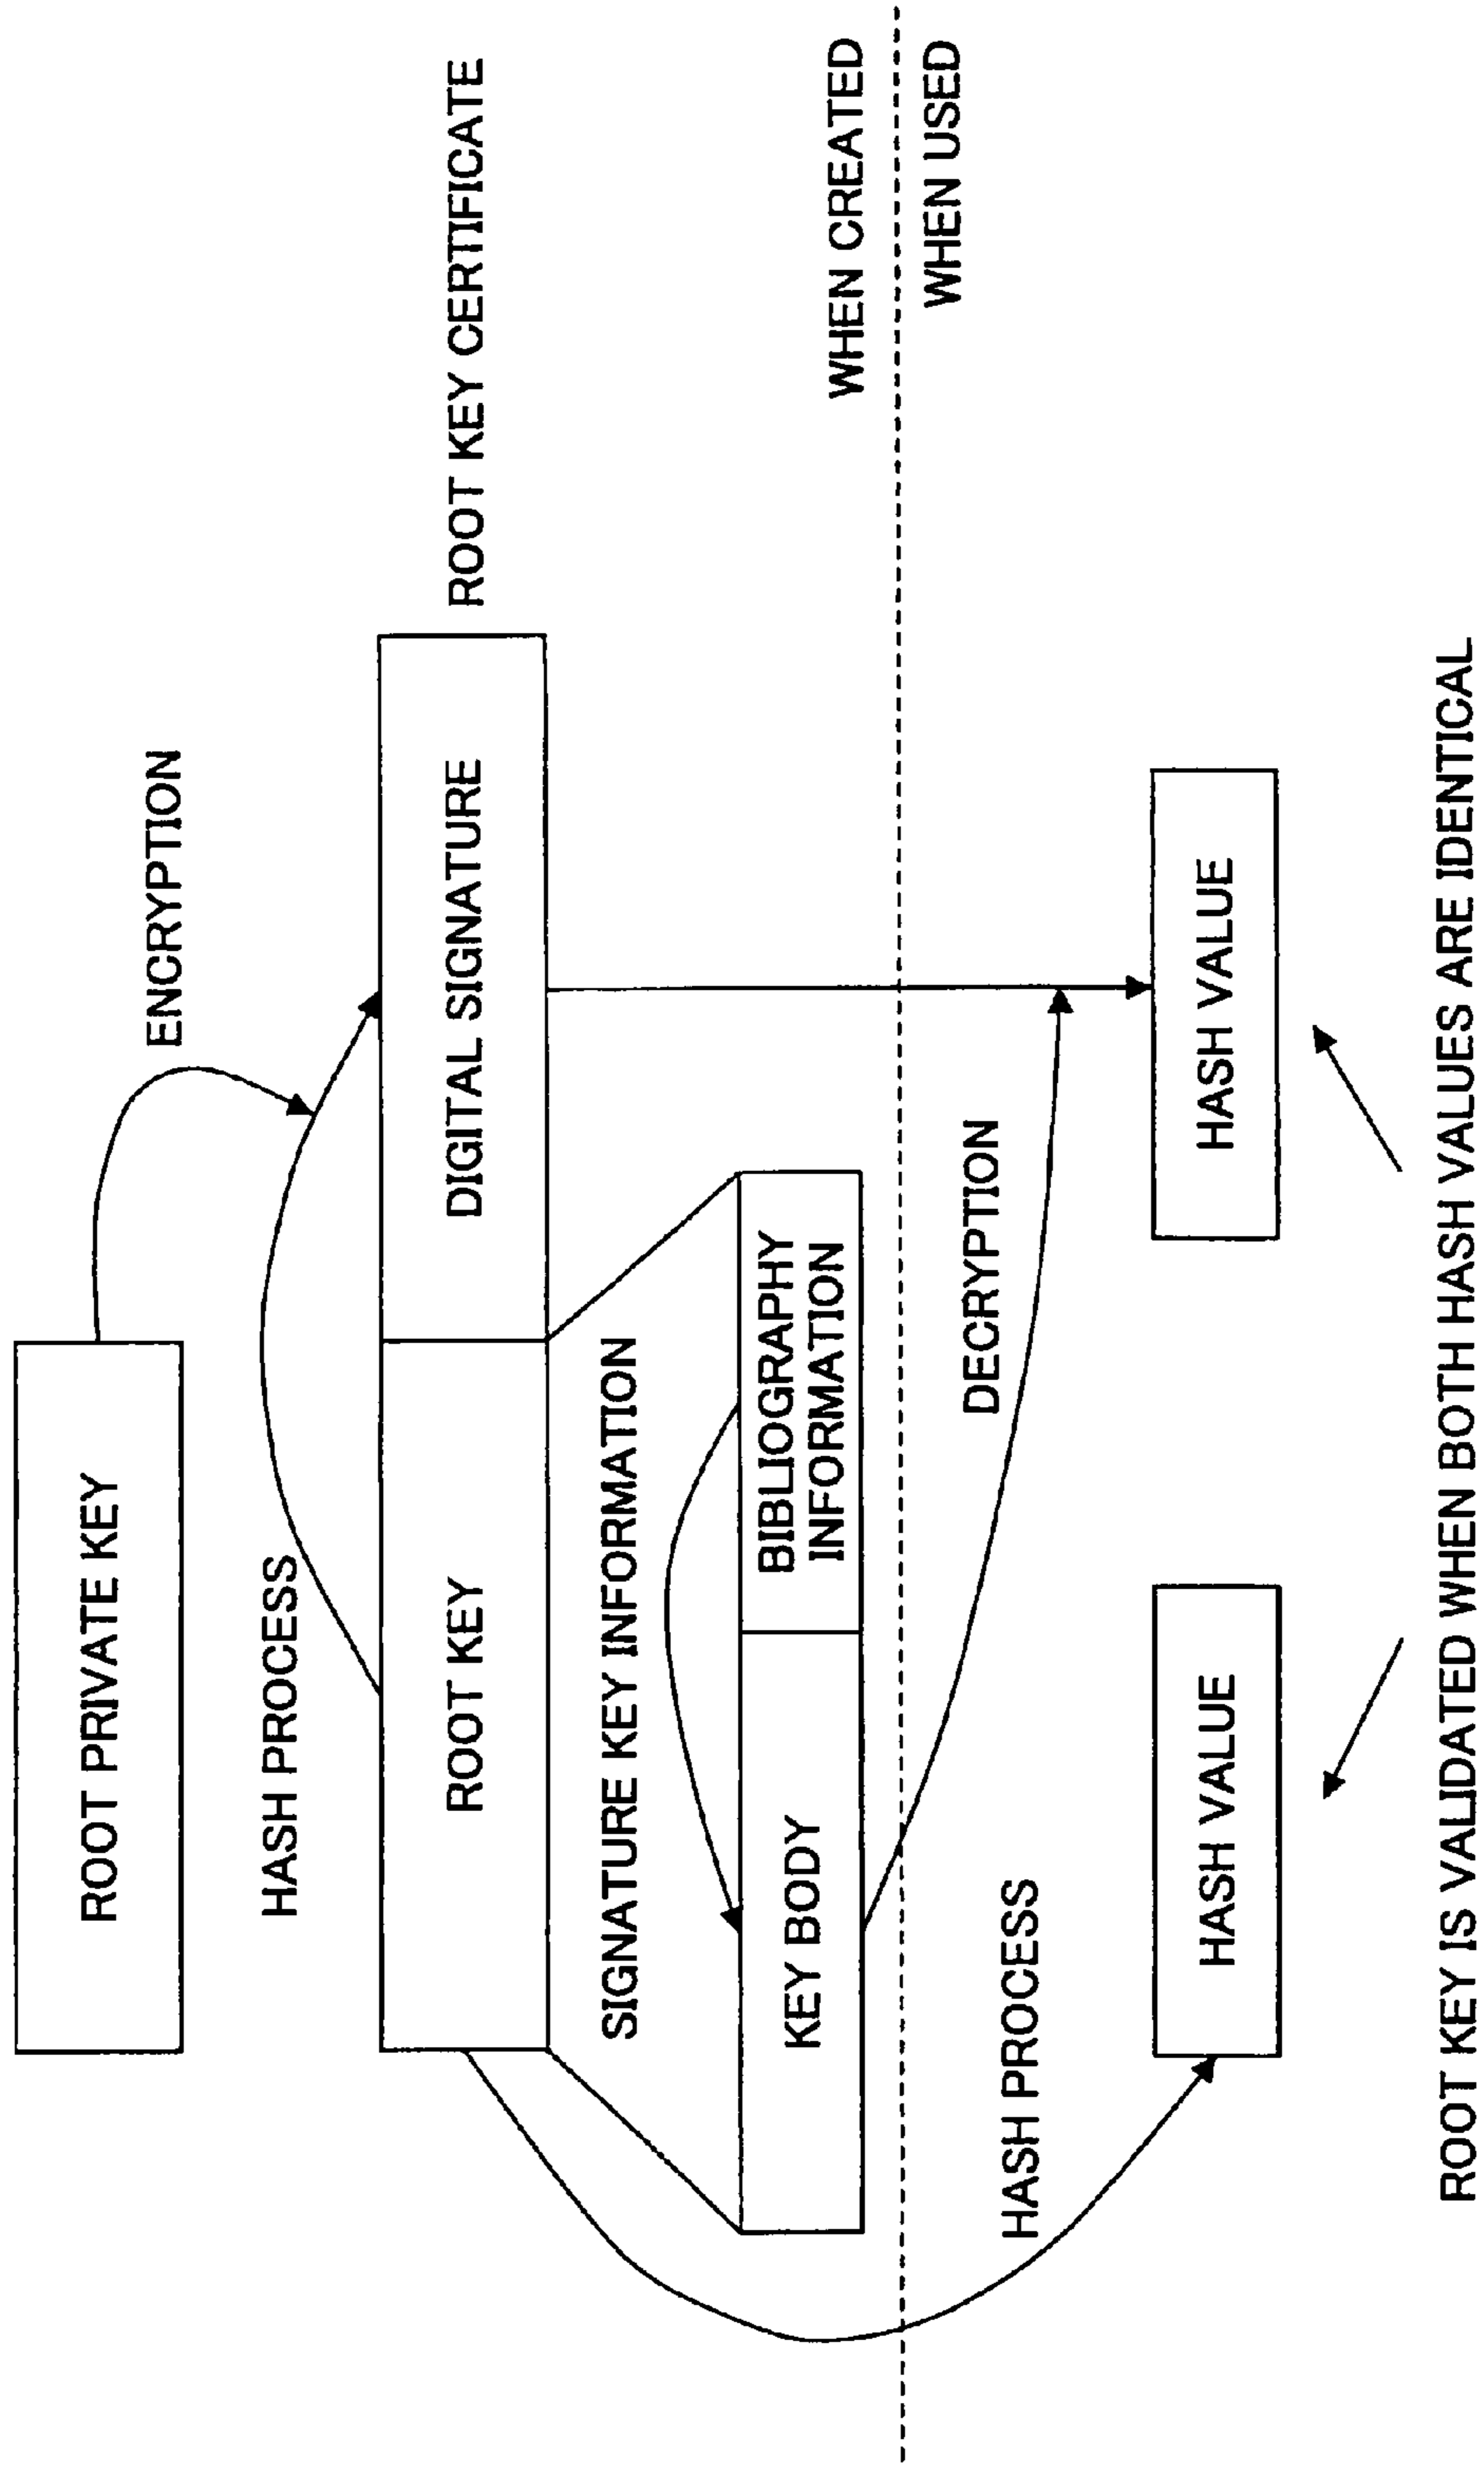 ROOT PRIVATE KEY
ENCRYPTION
HASH PROCESS
ROOT KEY
DIGITAL SIGNATURE
ROOT KEY CERTIFICATE
SIGNATURE KEY INFORMATION
KEY BODY
BIBLIOGRAPHY
INFORMATION
WHEN CREATED
WHEN USED
DECRYPTION
HASH PROCESS
HASH VALUE
HASH VALUE
ROOT KEY IS VALIDATED WHEN BOTH HASH VALUES ARE IDENTICAL